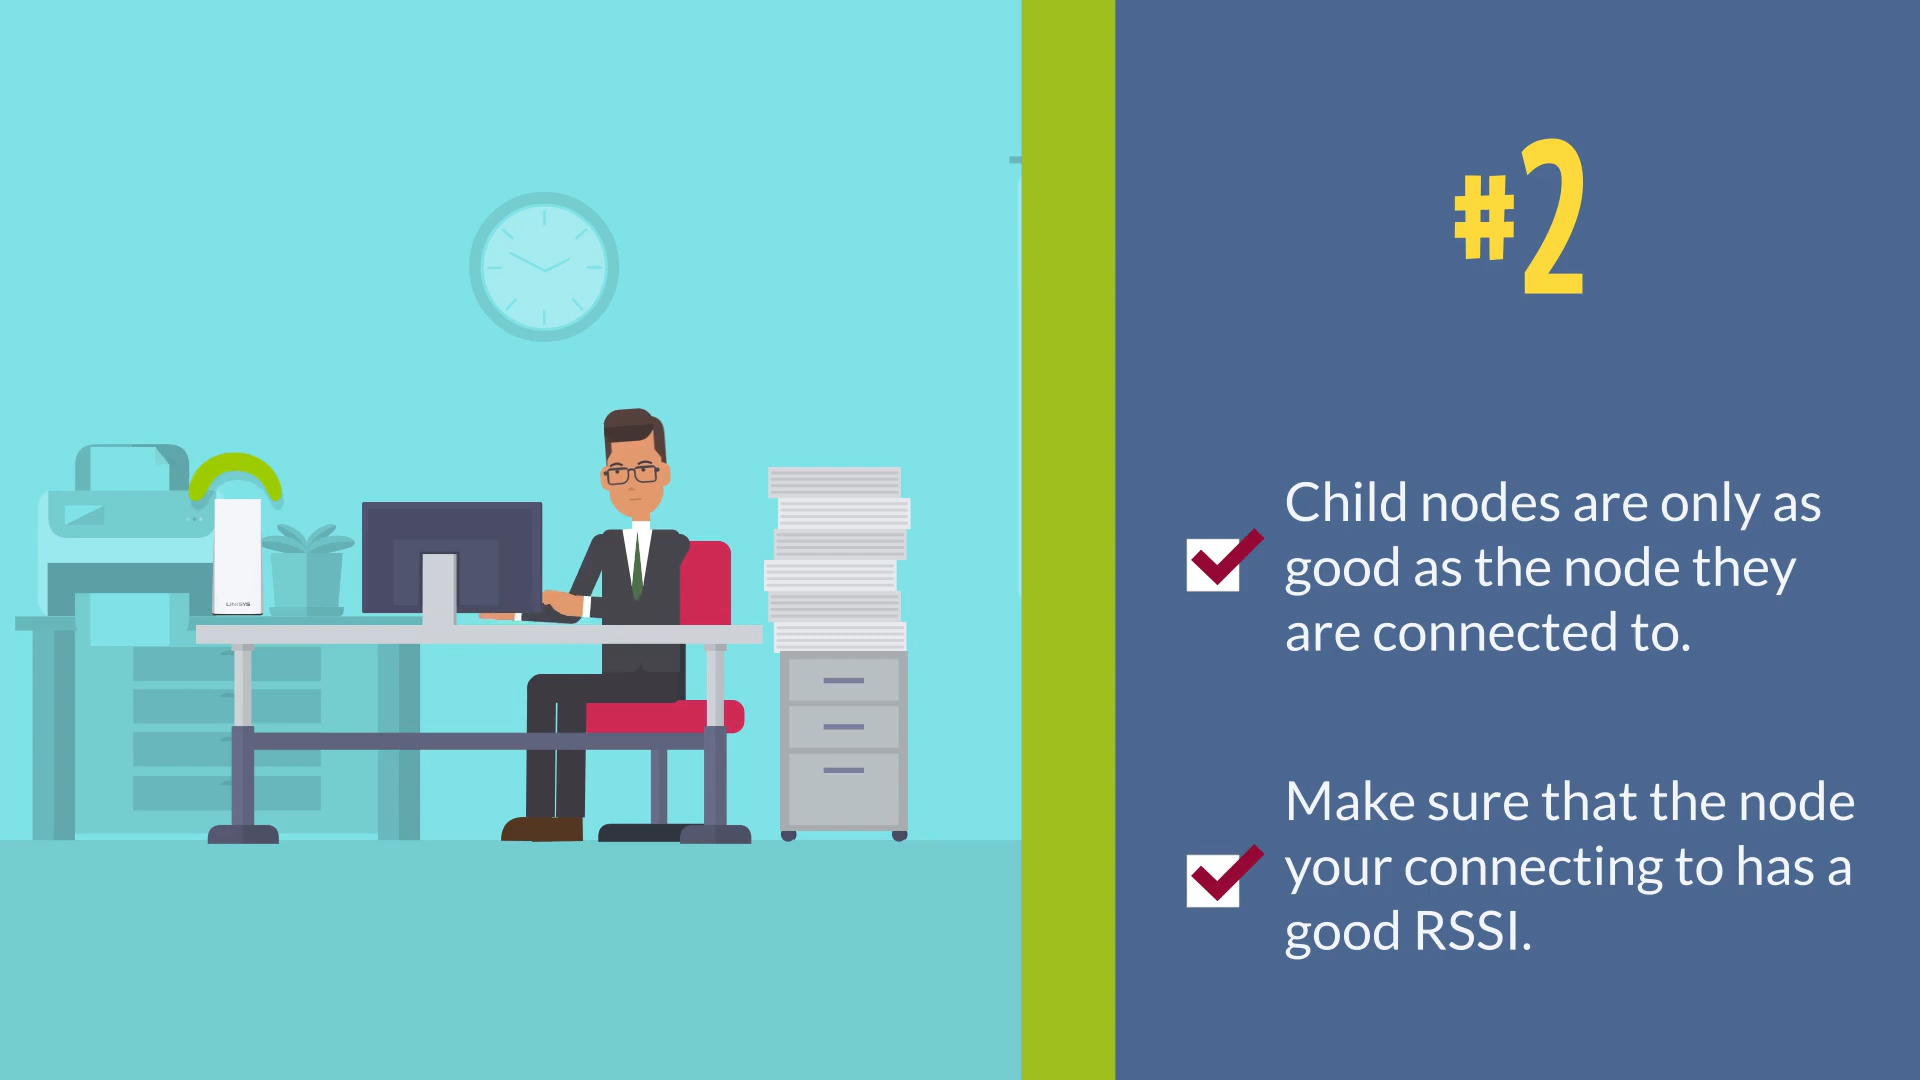 #2
Child nodes are only as
good as the node they
are connected to.
Make sure that the node
your connecting to has a
good RSSI.
LINKSYS